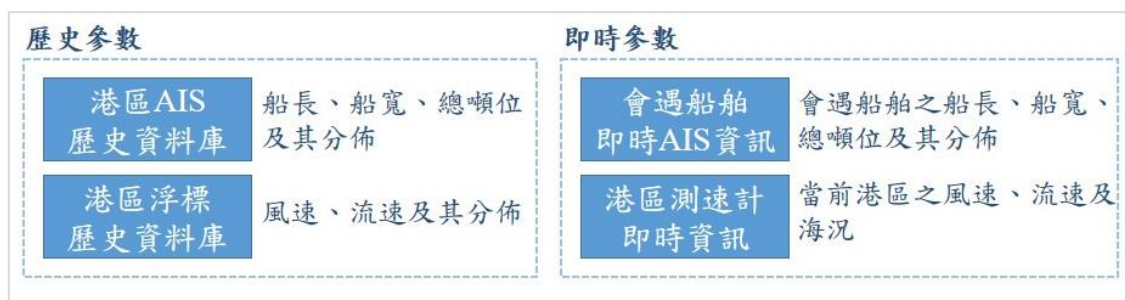 歷史參數
港區AIS
歷史資料庫
船長、船寬、總噸位
及其分佈
港區浮標
歷史資料庫
風速、流速及其分佈
即時參數
會遇船舶
即時AIS資訊
會遇船舶之船長、船寬、
總噸位及其分佈
港區測速計
即時資訊
當前港區之風速、流速及
海況